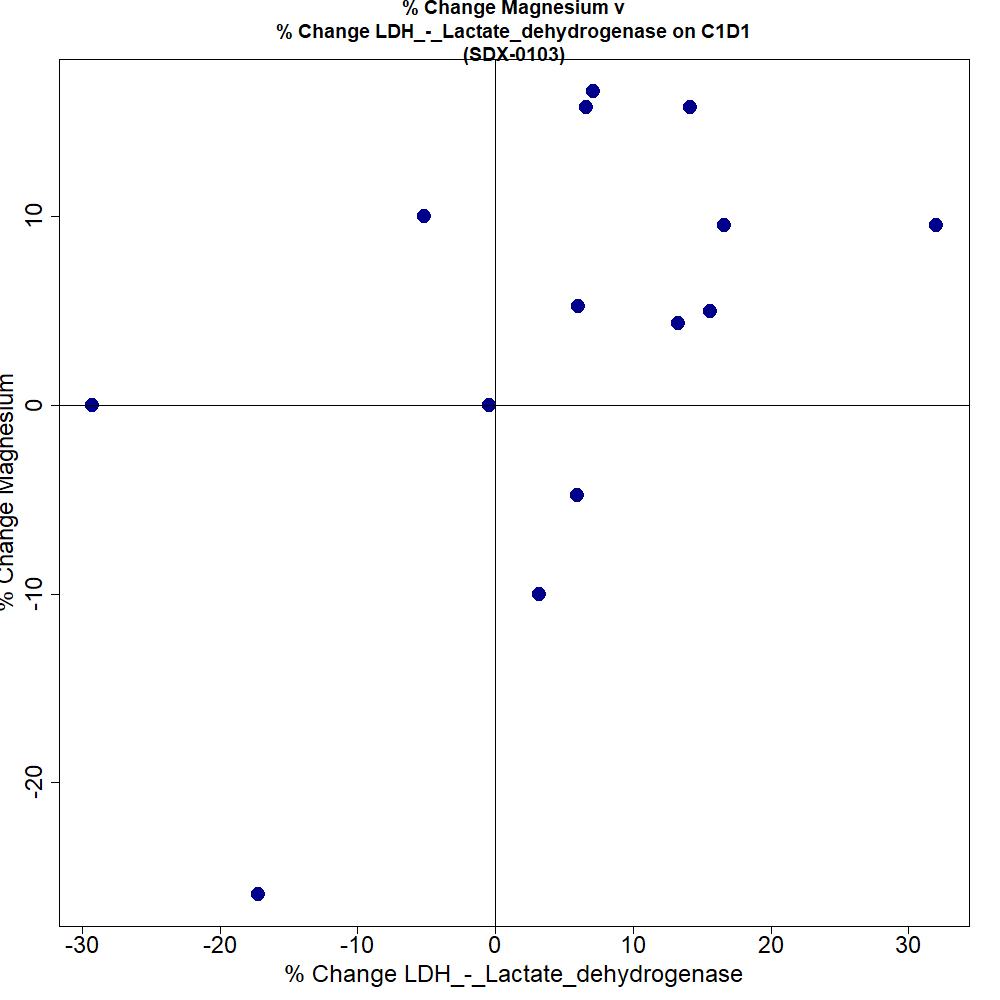 % Change Magnesium v
% Change LDH_-_Lactate_dehydrogenase on C1D1
(SDX-0103)
% Change Magnesium
10
0
-10
-20
-30
-20
-10
0
10
20
30
% Change LDH_-_Lactate_dehydrogenase